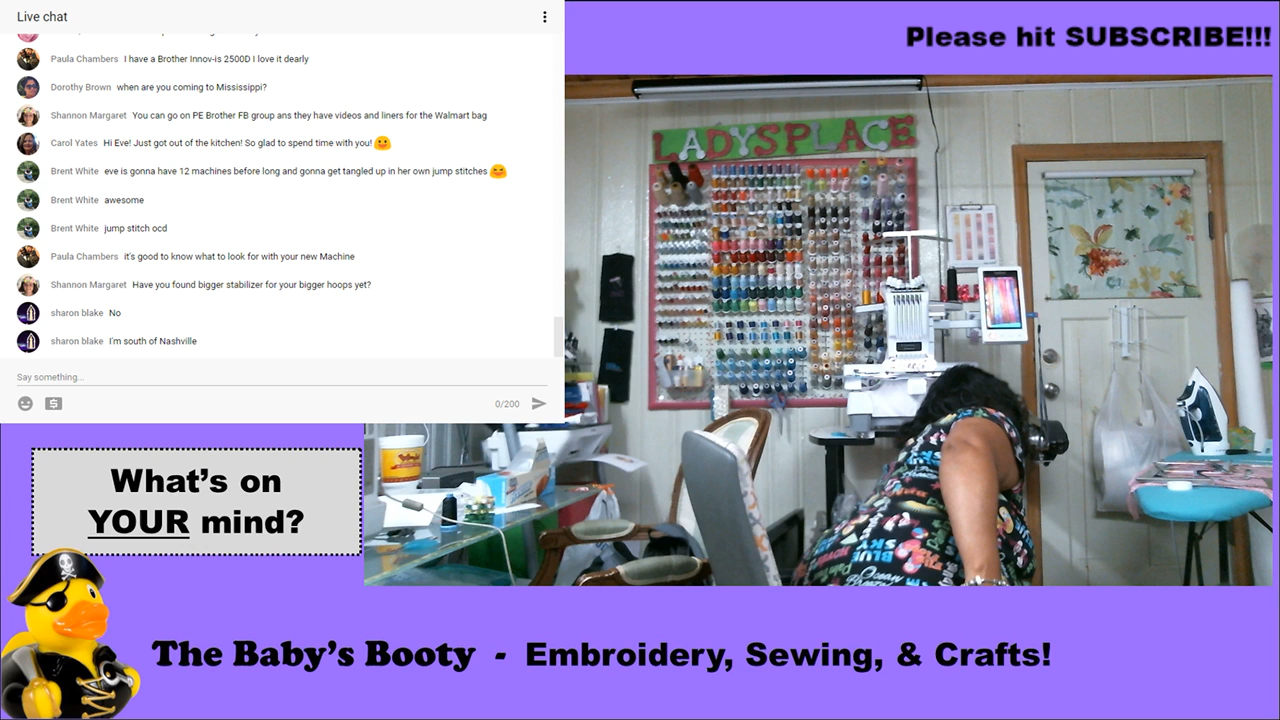 Live chat
Please hit SUBSCRIBE!!!
Paula Chambers I have a Brother Innov-is 2500D I love it dearly
Dorothy Brown when are you coming to Mississippi?
Shannon Margaret You can go on PE Brother FB group ans they have videos and liners for the Walmart bag
Carol Yates Hi Eve! Just got out of the kitchen! So glad to spend time with you!
Brent White eve is gonna have 12 machines before long and gonna get tangled up in her own jump stitches
Brent White awesome
Brent White jump stitch ocd
Paula Chambers it's good to know what to look for with your new Machine
Shannon Margaret Have you found bigger stabilizer for your bigger hoops yet?
sharon blake No
sharon blake I'm south of Nashville
Say something...
0/200
LADYSPLACE
What's on
YOUR mind?
BLUE
SKY
Ocean
The Baby's Booty - Embroidery, Sewing, & Crafts!